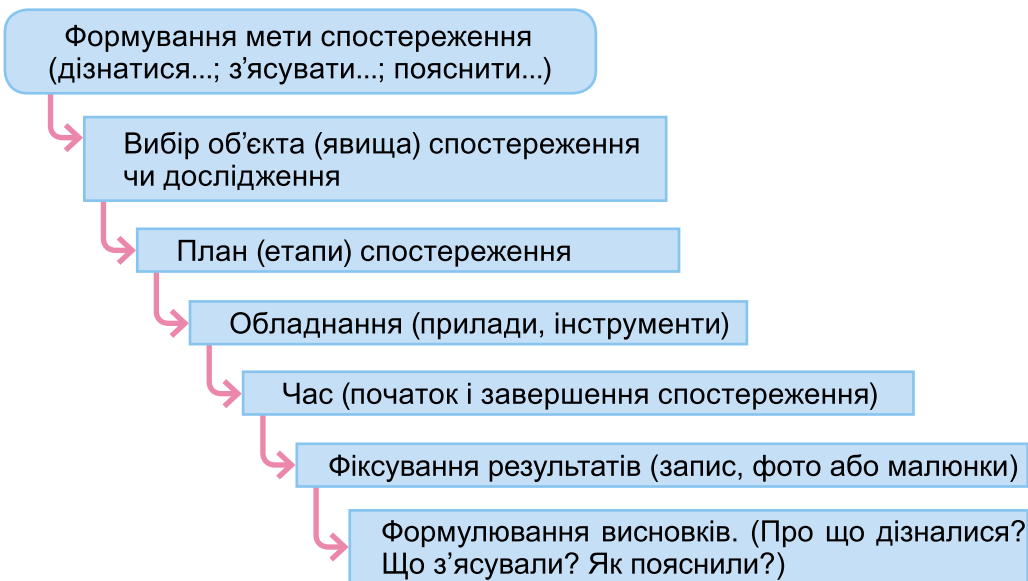 Формування мети спостереження
(дізнатися...; з’ясувати...; пояснити...)
Вибір об’єкта (явища) спостереження
чи дослідження
План (етапи) спостереження
Обладнання (прилади, інструменти)
Час (початок і завершення спостереження)
Фіксування результатів (запис, фото або малюнки)
Формулювання висновків. (Про що дізналися?
Що з’ясували? Як пояснили?)